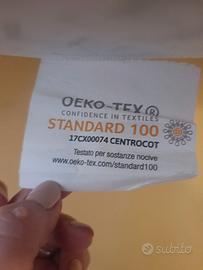 OEKO-TEX®
CONFIDENCE IN TEXTILES
STANDARD 100
17CX00074 CENTROCOT
Testato per sostanze nocive
www.oeko-tex.com/standard100
subito